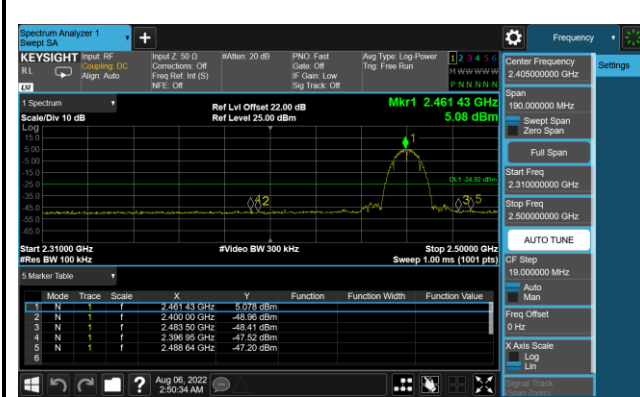 Spectrum Analyzer 1
Swept SA
+
Frequency
KEYSIGHT
RL
LXI
Input: RF
Coupling: DC
Align: Auto
Input Z: 50 Ω
Corrections: Off
Freq Ref: Int (S)
NFE: Off
#Atten: 20 dB
PNO: Fast
Gate: Off
IF Gain: Low
Sig Track: Off
Avg Type: Log-Power
Trig: Free Run
1 2 3 4 5 6
M W W W W W
P N N N N N
1 Spectrum
Scale/Div 10 dB
Ref Lvl Offset 22.00 dB
Ref Level 25.00 dBm
Mkr1 2.461 43 GHz
5.08 dBm
Log
15.0
5.00
-5.00
-15.0
-25.0
-35.0
-45.0
-55.0
-65.0
1
DL1 -24.92 dBm
4 2
3 5
Start 2.31000 GHz
#Res BW 100 kHz
#Video BW 300 kHz
Stop 2.50000 GHz
Sweep 1.00 ms (1001 pts)
5 Marker Table
Mode Trace Scale X Y Function Function Width Function Value
1 N 1 f 2.461 43 GHz 5.078 dBm
2 N 1 f 2.400 00 GHz -48.96 dBm
3 N 1 f 2.483 50 GHz -48.41 dBm
4 N 1 f 2.396 95 GHz -47.52 dBm
5 N 1 f 2.488 64 GHz -47.20 dBm
6
Aug 06, 2022
2:50:34 AM
Center Frequency
2.405000000 GHz
Settings
Span
190.000000 MHz
Swept Span
Zero Span
Full Span
Start Freq
2.310000000 GHz
Stop Freq
2.500000000 GHz
AUTO TUNE
CF Step
19.000000 MHz
Auto
Man
Freq Offset
0 Hz
X Axis Scale
Log
Lin
Signal Track
(Span Zoom)